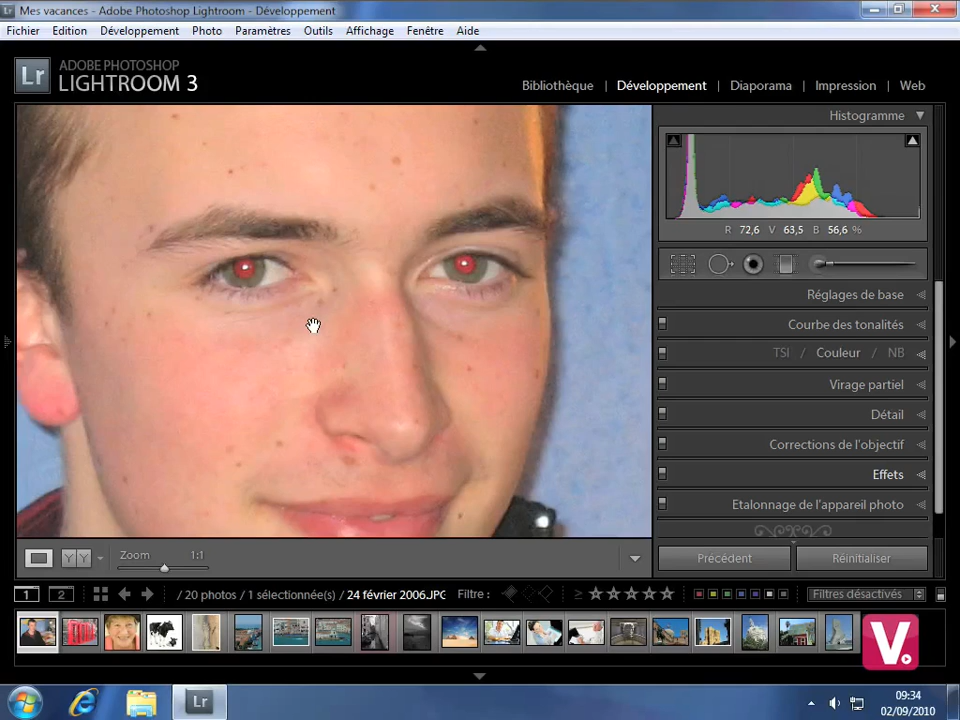 Mes vacances - Adobe Photoshop Lightroom - Développement
Fichier Edition Développement Photo Paramètres Outils Affichage Fenêtre Aide
Lr ADOBE PHOTOSHOP
LIGHTROOM 3
Bibliothèque | Développement | Diaporama | Impression | Web
Histogramme
R 72,6 V 63,5 B 56,6 %
Réglages de base
Courbe des tonalités
TSI / Couleur / NB
Virage partiel
Détail
Corrections de l'objectif
Effets
Etalonnage de l'appareil photo
Zoom 1:1
Précédent Réinitialiser
1 2 / 20 photos / 1 sélectionnée(s) / 24 février 2006.JPG Filtre : Filtres désactivés
V
Lr
09:34
02/09/2010